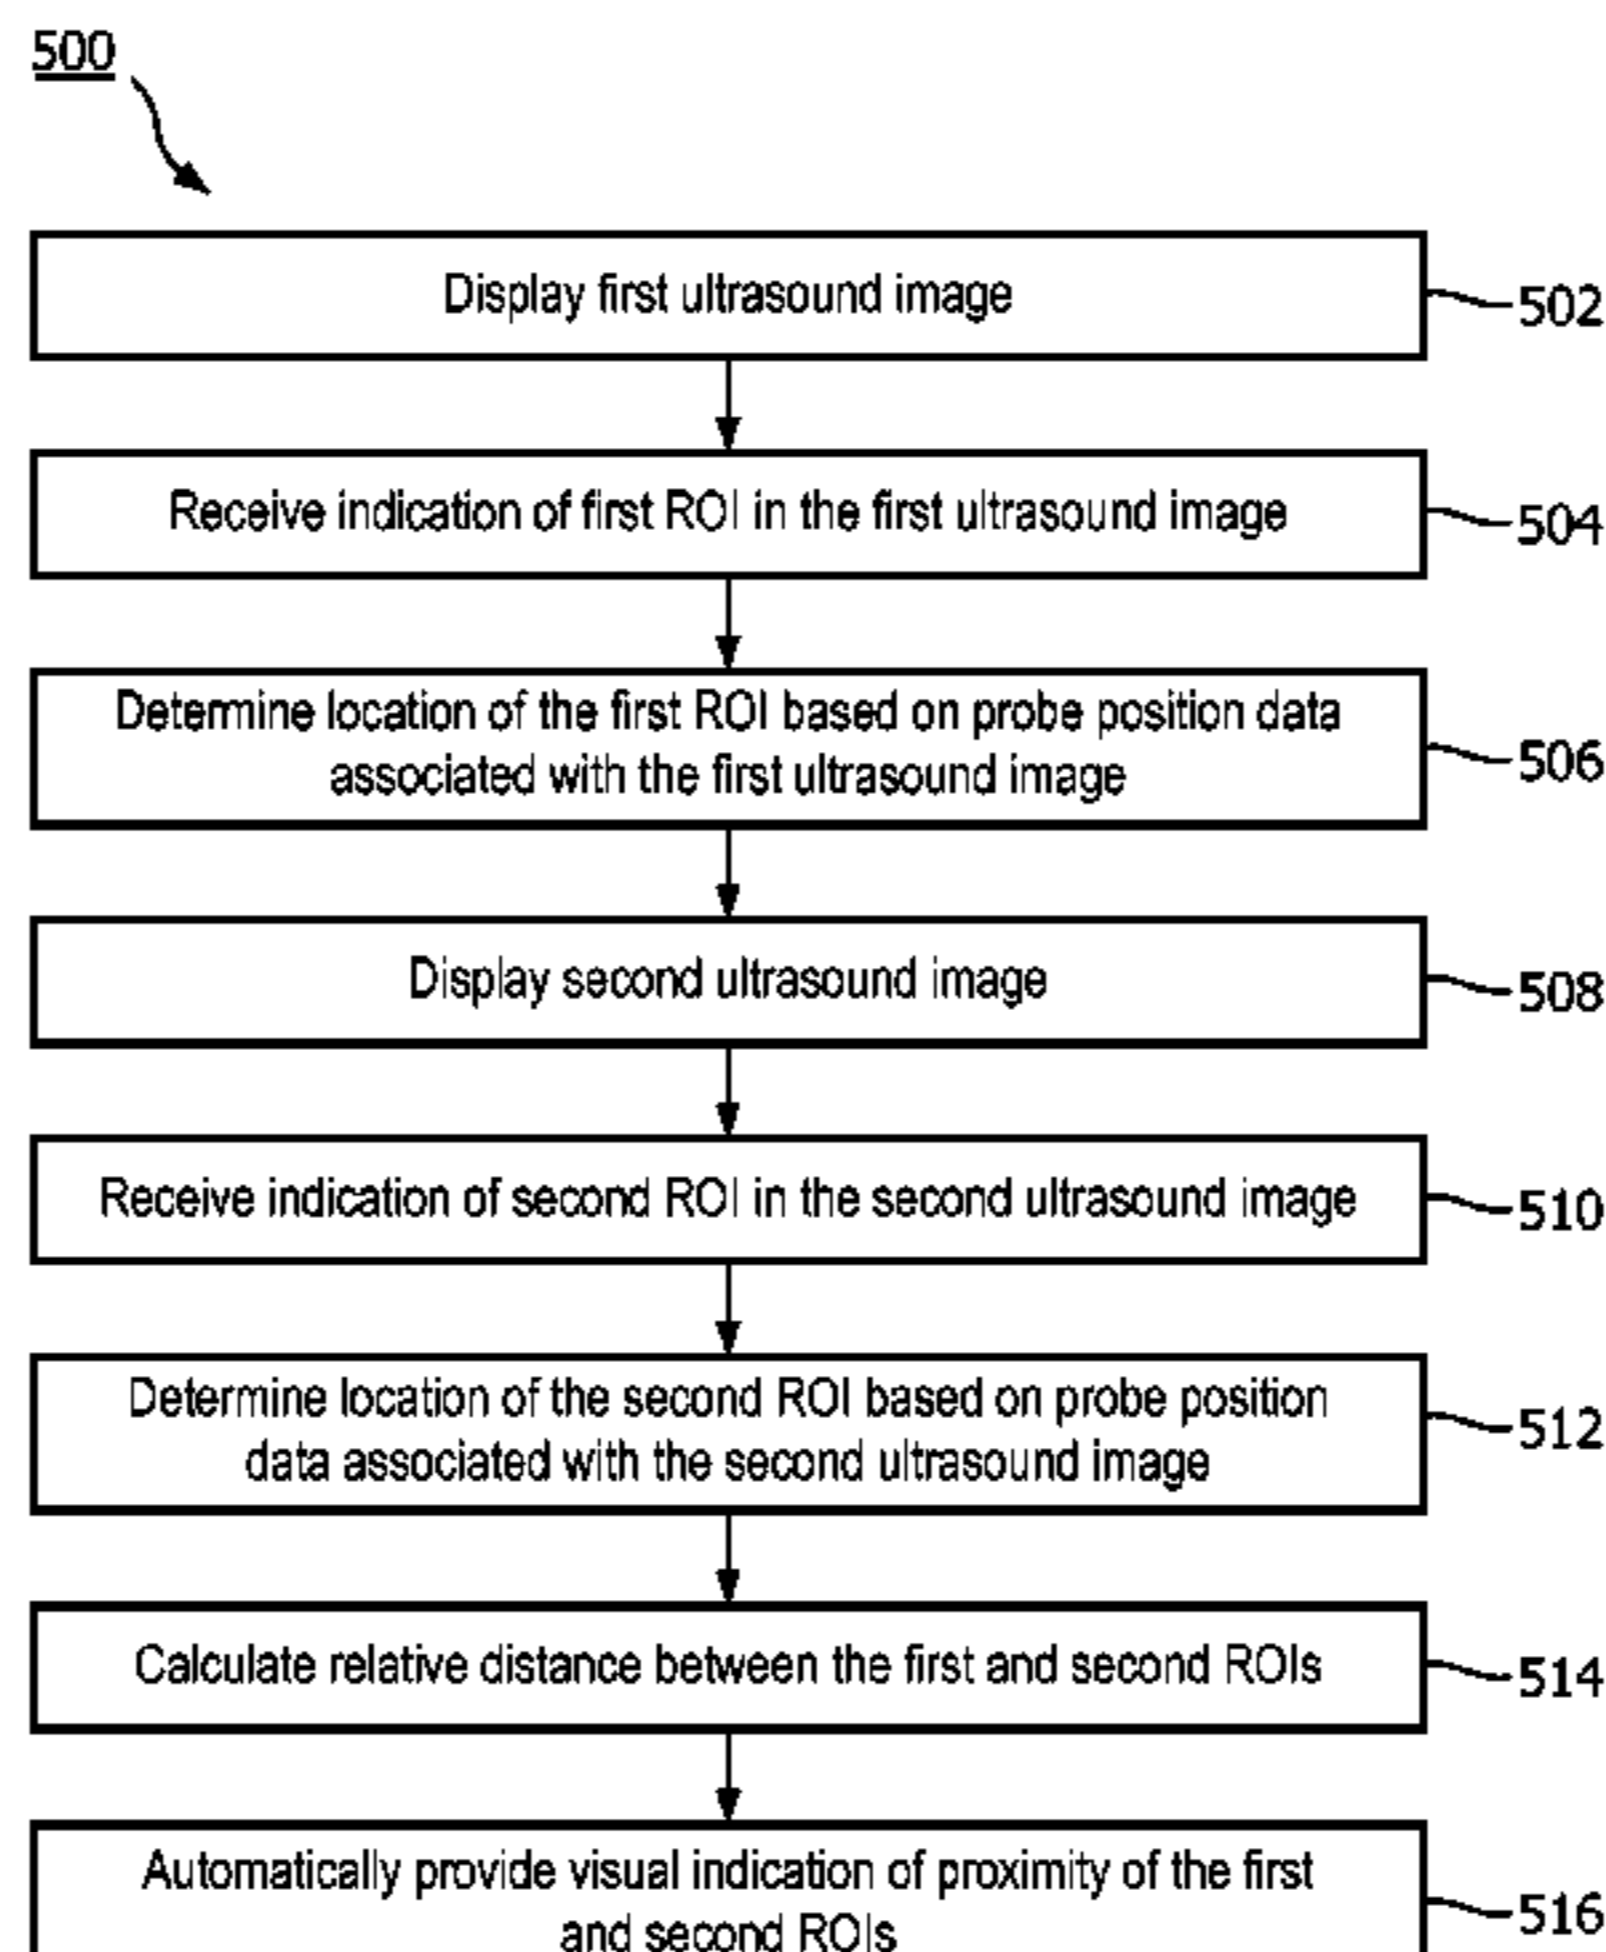 500
Display first ultrasound image
502
Receive indication of first ROI in the first ultrasound image
504
Determine location of the first ROI based on probe position data
associated with the first ultrasound image
506
Display second ultrasound image
508
Receive indication of second ROI in the second ultrasound image
510
Determine location of the second ROI based on probe position
data associated with the second ultrasound image
512
Calculate relative distance between the first and second ROIs
514
Automatically provide visual indication of proximity of the first
and second ROIs
516